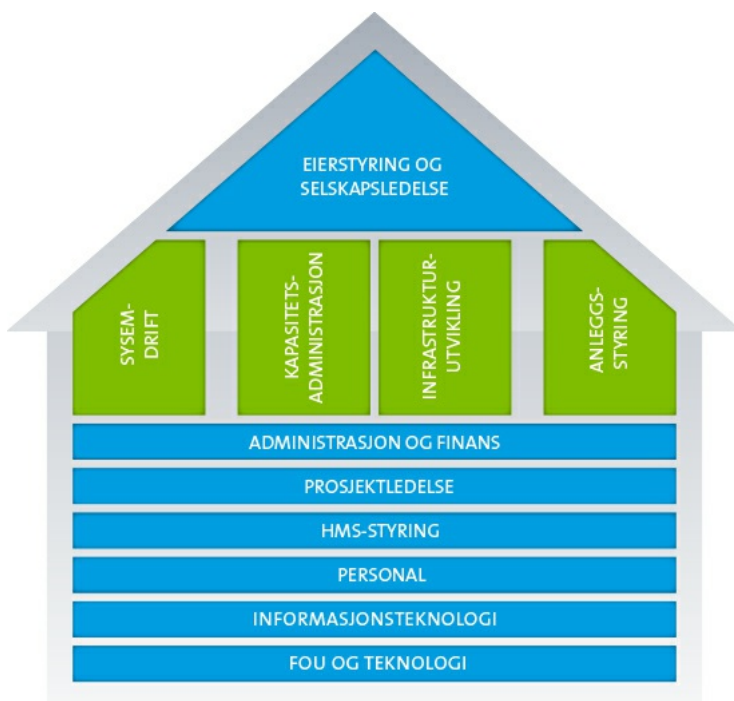 EIERSTYRING OG
SELSKAPSLEDELSE
SYSEM-
DRIFT
KAPASITETS-
ADMINISTRASJON
INFRASTRUKTUR-
UTVIKLING
ANLEGGS-
STYRING
ADMINISTRASJON OG FINANS
PROSJEKTLEDELSE
HMS-STYRING
PERSONAL
INFORMASJONSTEKNOLOGI
FOU OG TEKNOLOGI